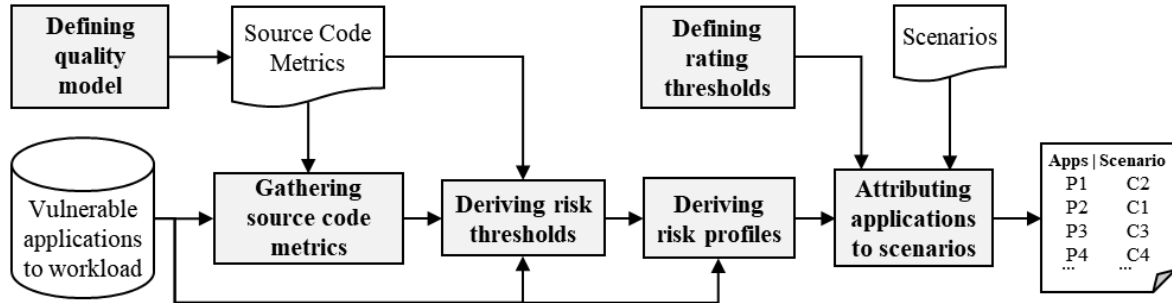 Defining
quality
model
Source Code
Metrics
Defining
rating
thresholds
Scenarios
Vulnerable
applications
to workload
Gathering
source code
metrics
Deriving risk
thresholds
Deriving
risk profiles
Attributing
applications
to scenarios
Apps | Scenario
P1 C2
P2 C1
P3 C3
P4 C4
... ...